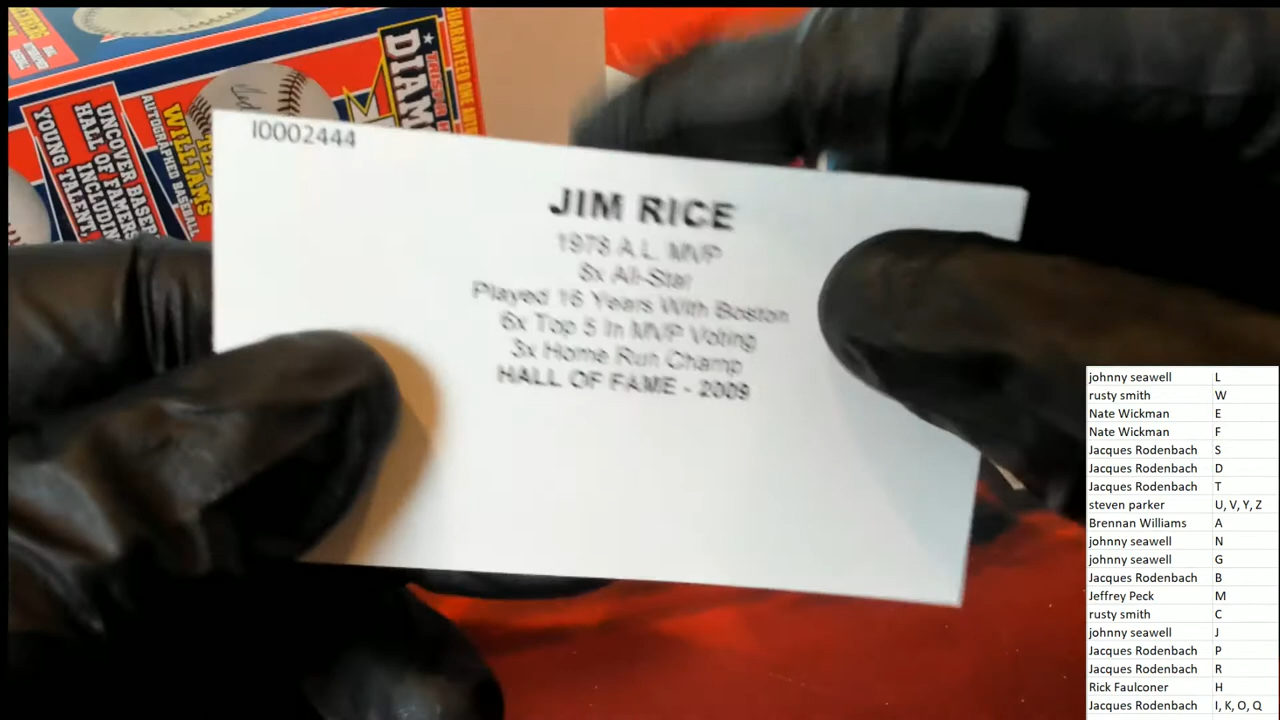 DIAM
GUARANTEED ONE AUT
UNCOVER BASEB
HALL OF FAMERS
INCLUDIN
YOUNG TALENT,
WILLIAMS
AUTOGRAPHED BASEBALL
I0002444
JIM RICE
1978 A.L. MVP
8x All-Star
Played 16 Years With Boston
6x Top 5 In MVP Voting
3x Home Run Champ
HALL OF FAME - 2009
johnny seawell L
rusty smith W
Nate Wickman E
Nate Wickman F
Jacques Rodenbach S
Jacques Rodenbach D
Jacques Rodenbach T
steven parker U, V, Y, Z
Brennan Williams A
johnny seawell N
johnny seawell G
Jacques Rodenbach B
Jeffrey Peck M
rusty smith C
johnny seawell J
Jacques Rodenbach P
Jacques Rodenbach R
Rick Faulconer H
Jacques Rodenbach I, K, O, Q